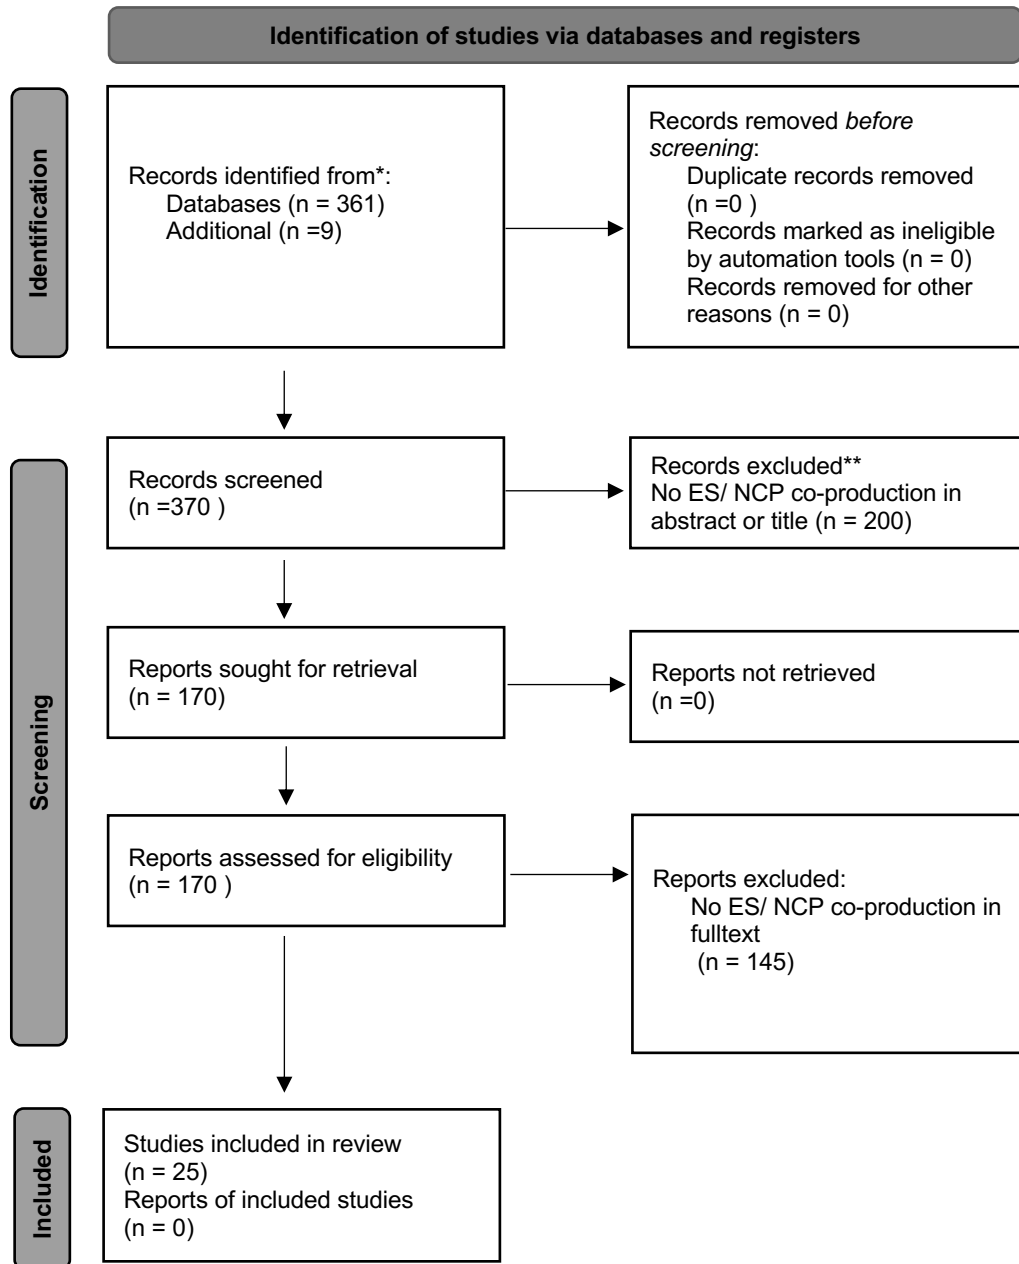 Identification of studies via databases and registers
Identification
Records identified from*:
Databases (n = 361)
Additional (n =9)
Records removed before
screening:
Duplicate records removed
(n =0 )
Records marked as ineligible
by automation tools (n = 0)
Records removed for other
reasons (n = 0)
Screening
Records screened
(n =370 )
Records excluded**
No ES/ NCP co-production in
abstract or title (n = 200)
Reports sought for retrieval
(n = 170)
Reports not retrieved
(n =0)
Reports assessed for eligibility
(n = 170 )
Reports excluded:
No ES/ NCP co-production in
fulltext
(n = 145)
Included
Studies included in review
(n = 25)
Reports of included studies
(n = 0)